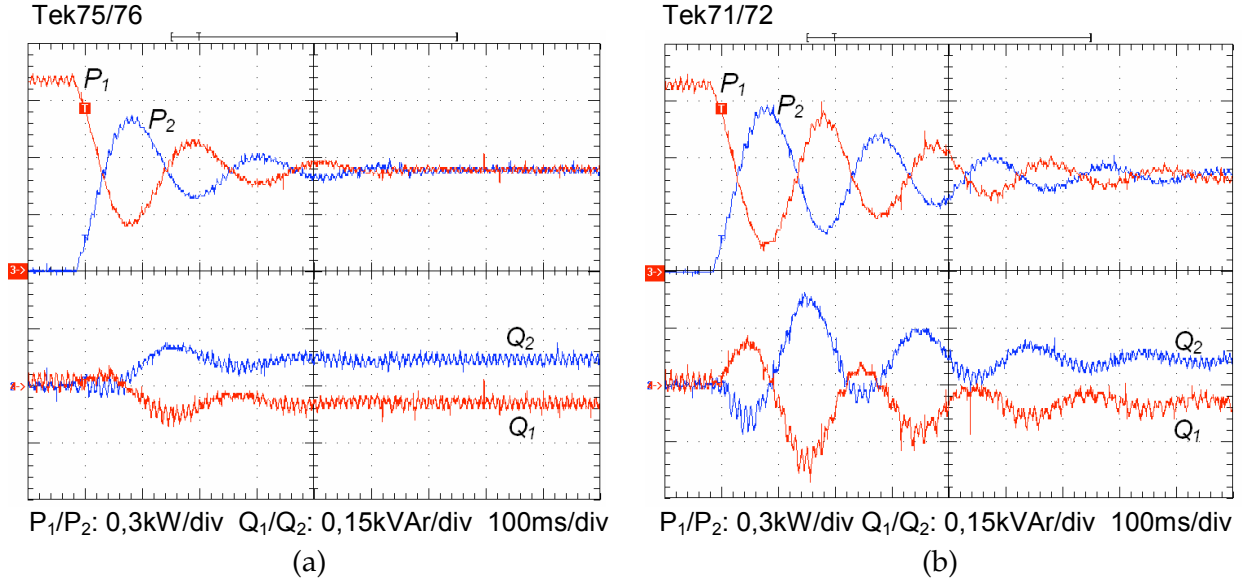 Tek75/76
P1
T
P2
3->
Q2
Q1
P1/P2: 0,3kW/div Q1/Q2: 0,15kVAr/div 100ms/div
(a)
Tek71/72
P1
T
P2
3->
Q2
Q1
P1/P2: 0,3kW/div Q1/Q2: 0,15kVAr/div 100ms/div
(b)